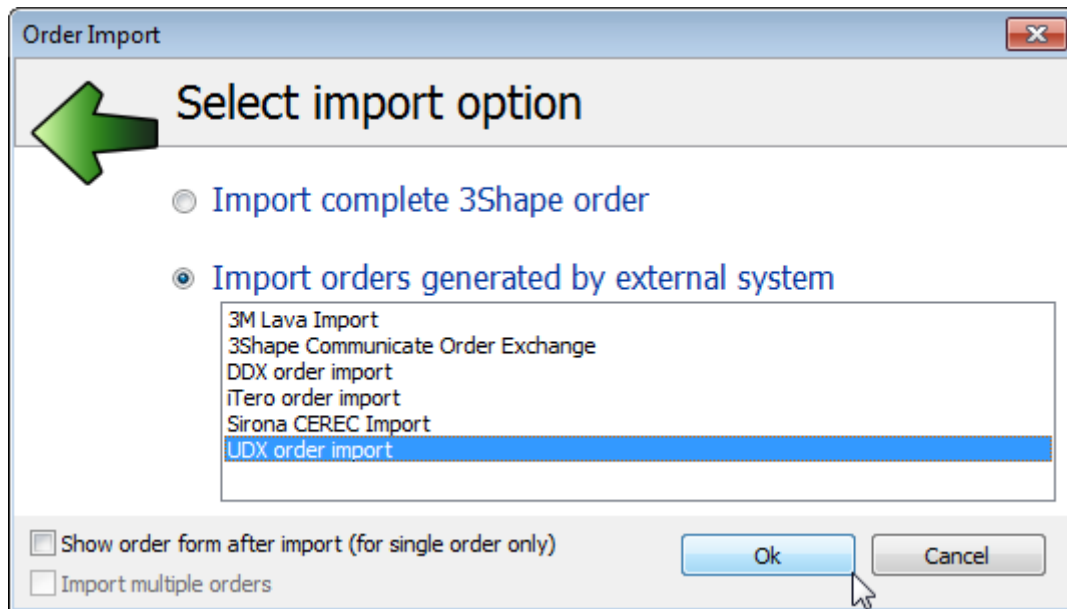 Order Import
Select import option
Import complete 3Shape order
Import orders generated by external system
3M Lava Import
3Shape Communicate Order Exchange
DDX order import
iTero order import
Sirona CEREC Import
UDX order import
Show order form after import (for single order only)
Import multiple orders
Ok
Cancel